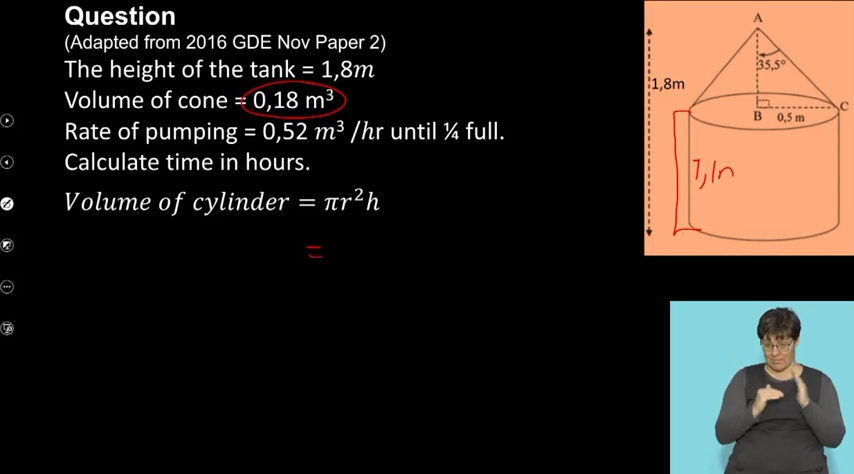 Question
(Adapted from 2016 GDE Nov Paper 2)
The height of the tank = 1,8m
Volume of cone = 0,18 m³
Rate of pumping = 0,52 m³ /hr until ¼ full.
Calculate time in hours.
Volume of cylinder = πr²h
=
A
35,5°
1,8m
B
0,5 m
C